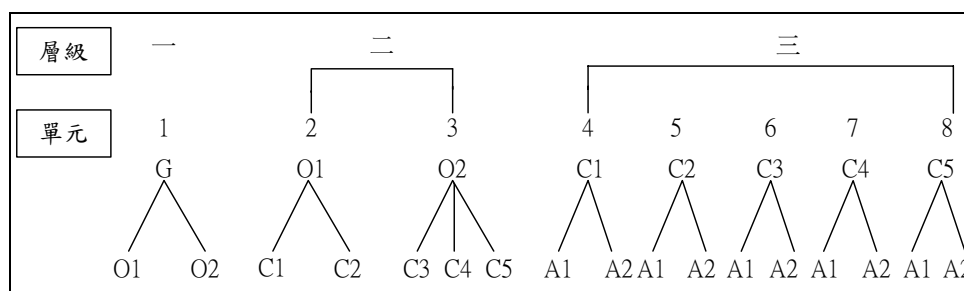 層級 一 二 三
單元 1 2 3 4 5 6 7 8
G O1 O2 C1 C2 C3 C4 C5
O1 O2 C1 C2 C3 C4 C5 A1 A2 A1 A2 A1 A2 A1 A2 A1 A2